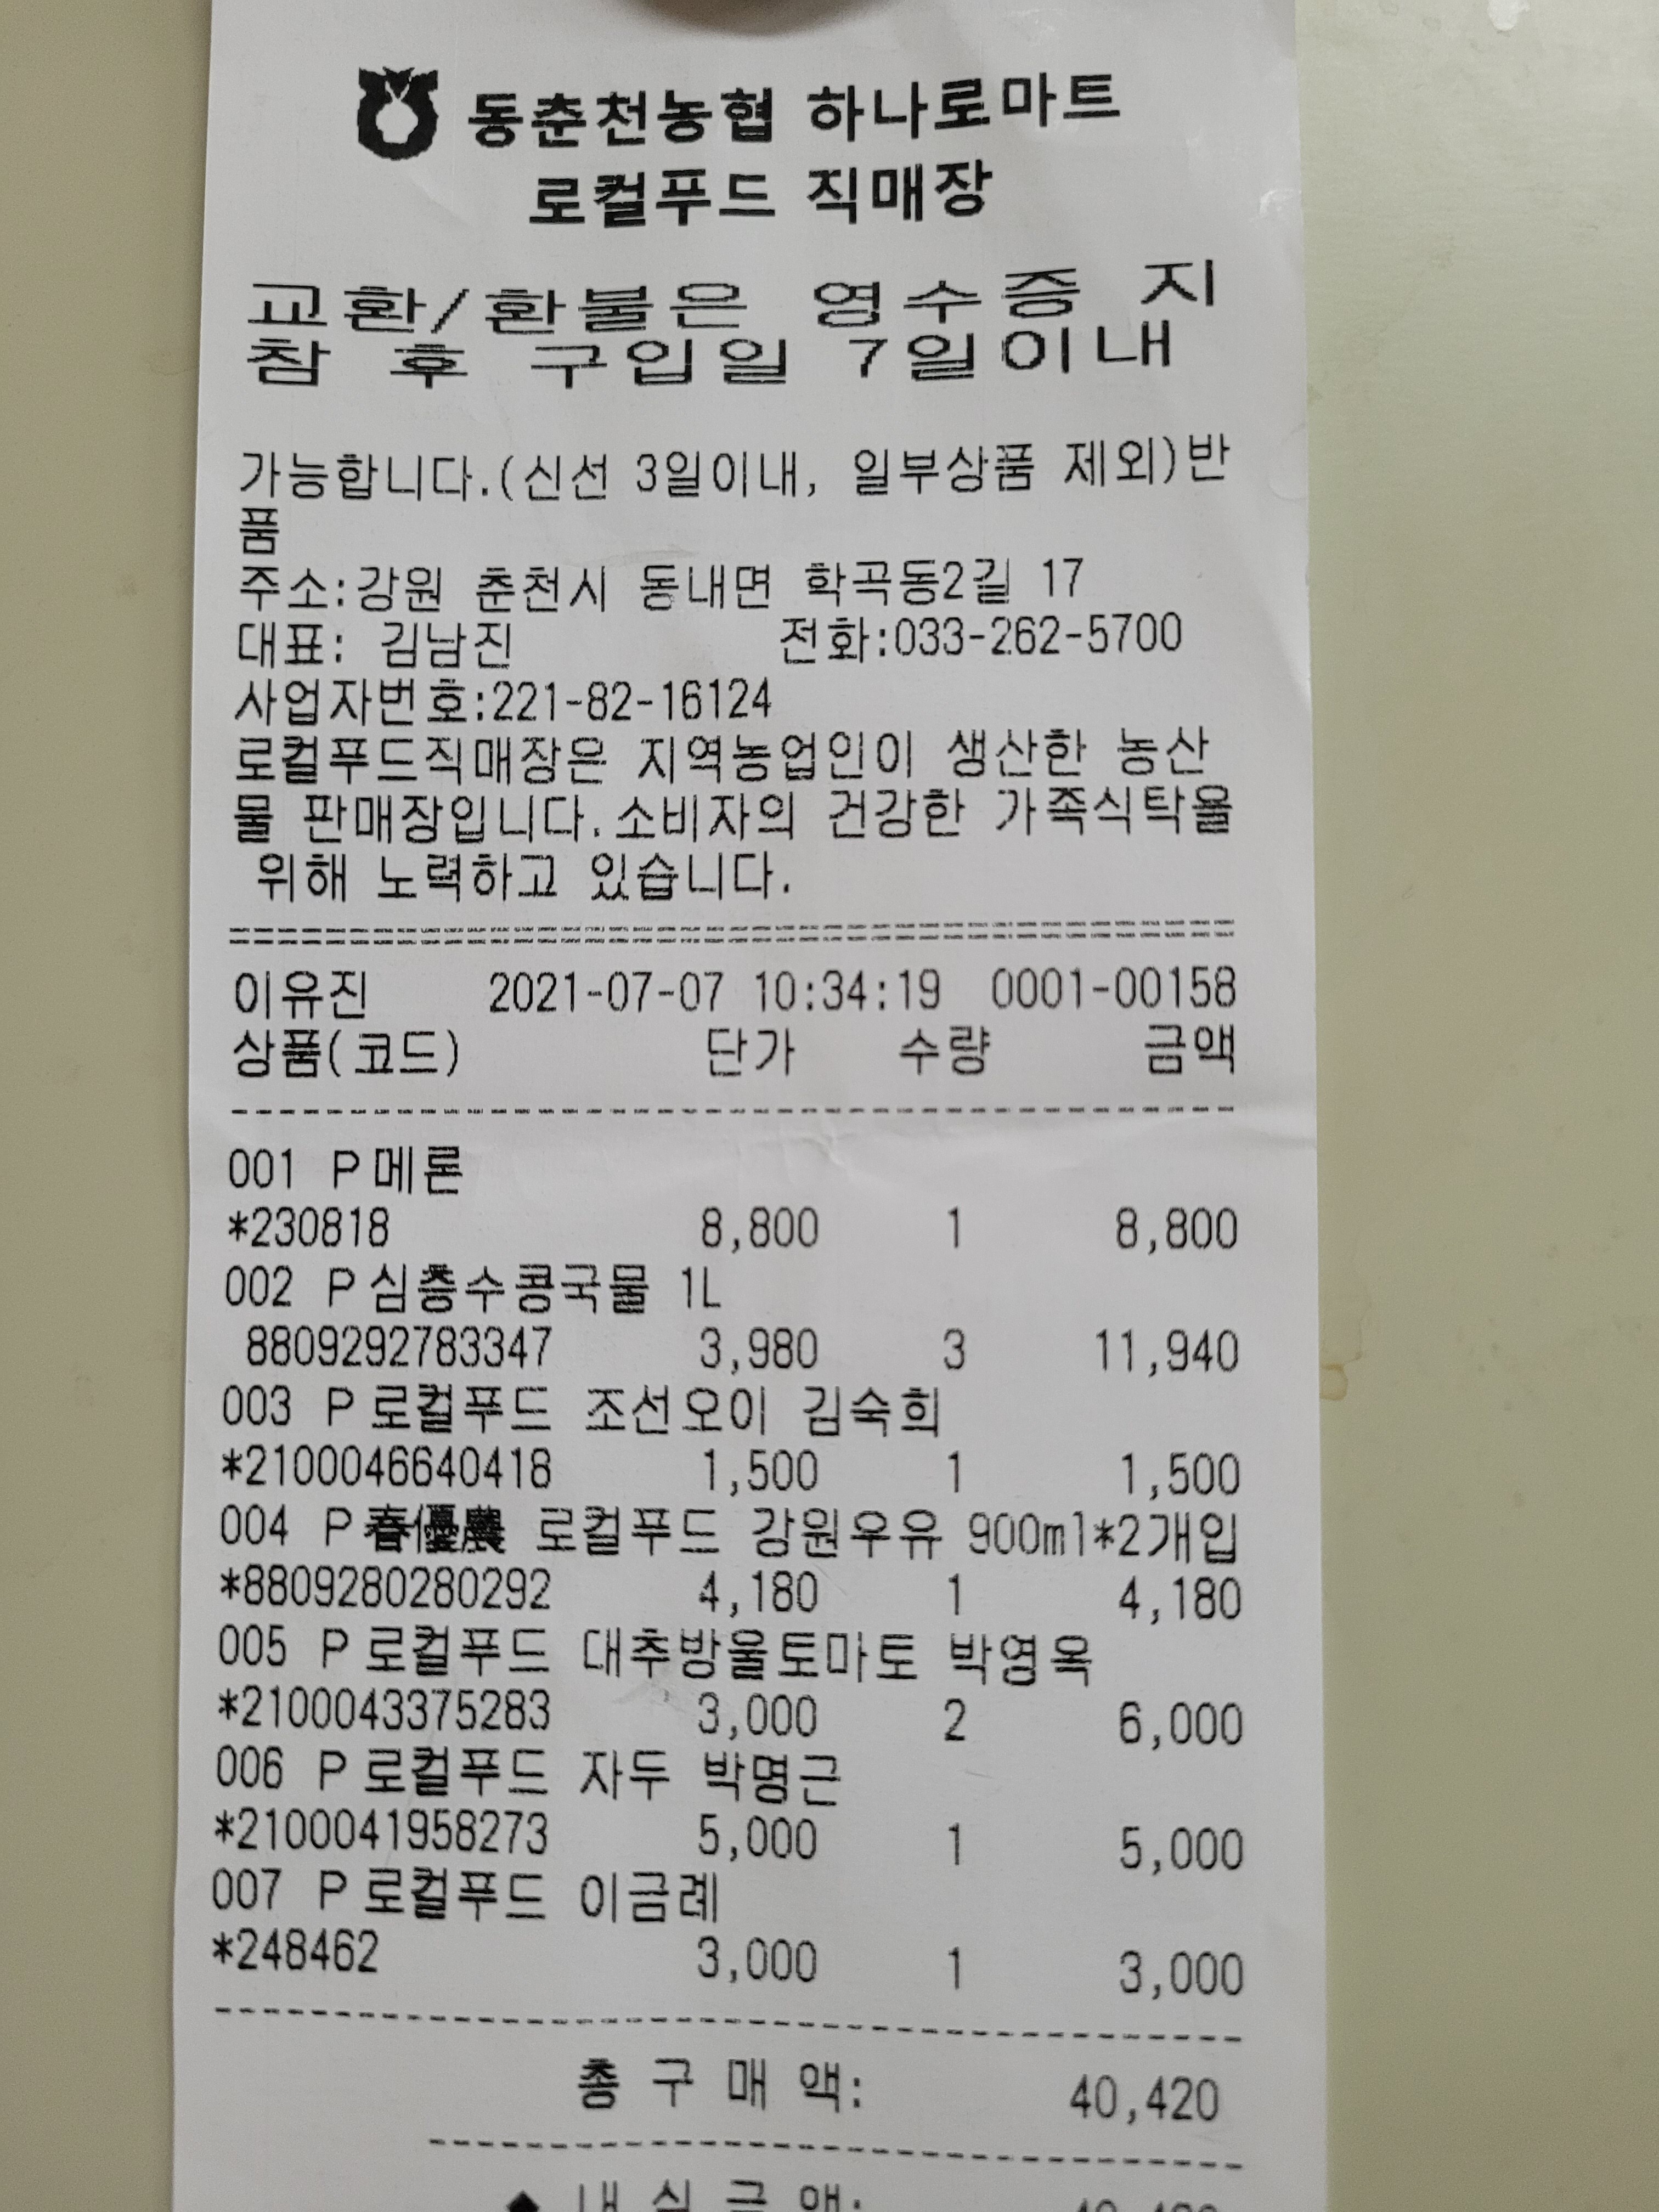 동춘천농협 하나로마트
로컬푸드 직매장
교환/환불은 영수증 지
참 후 구입일 7일이내
가능합니다.(신선 3일이내, 일부상품 제외)반
품
주소:강원 춘천시 동내면 학곡동2길 17
대표: 김남진 전화:033-262-5700
사업자번호:221-82-16124
로컬푸드직매장은 지역농업인이 생산한 농산
물 판매장입니다.소비자의 건강한 가족식탁을
위해 노력하고 있습니다.
이유진 2021-07-07 10:34:19 0001-00158
상품(코드) 단가 수량 금액
001 P 메론
*230818 8,800 1 8,800
002 P 심층수콩국물 1L
8809292783347 3,980 3 11,940
003 P 로컬푸드 조선오이 김숙희
*2100046640418 1,500 1 1,500
004 P 春優農 로컬푸드 강원우유 900ml*2개입
*8809280280292 4,180 1 4,180
005 P 로컬푸드 대추방울토마토 박영옥
*2100043375283 3,000 2 6,000
006 P 로컬푸드 자두 박명근
*2100041958273 5,000 1 5,000
007 P 로컬푸드 이금례
*248462 3,000 1 3,000
총 구 매 액: 40,420